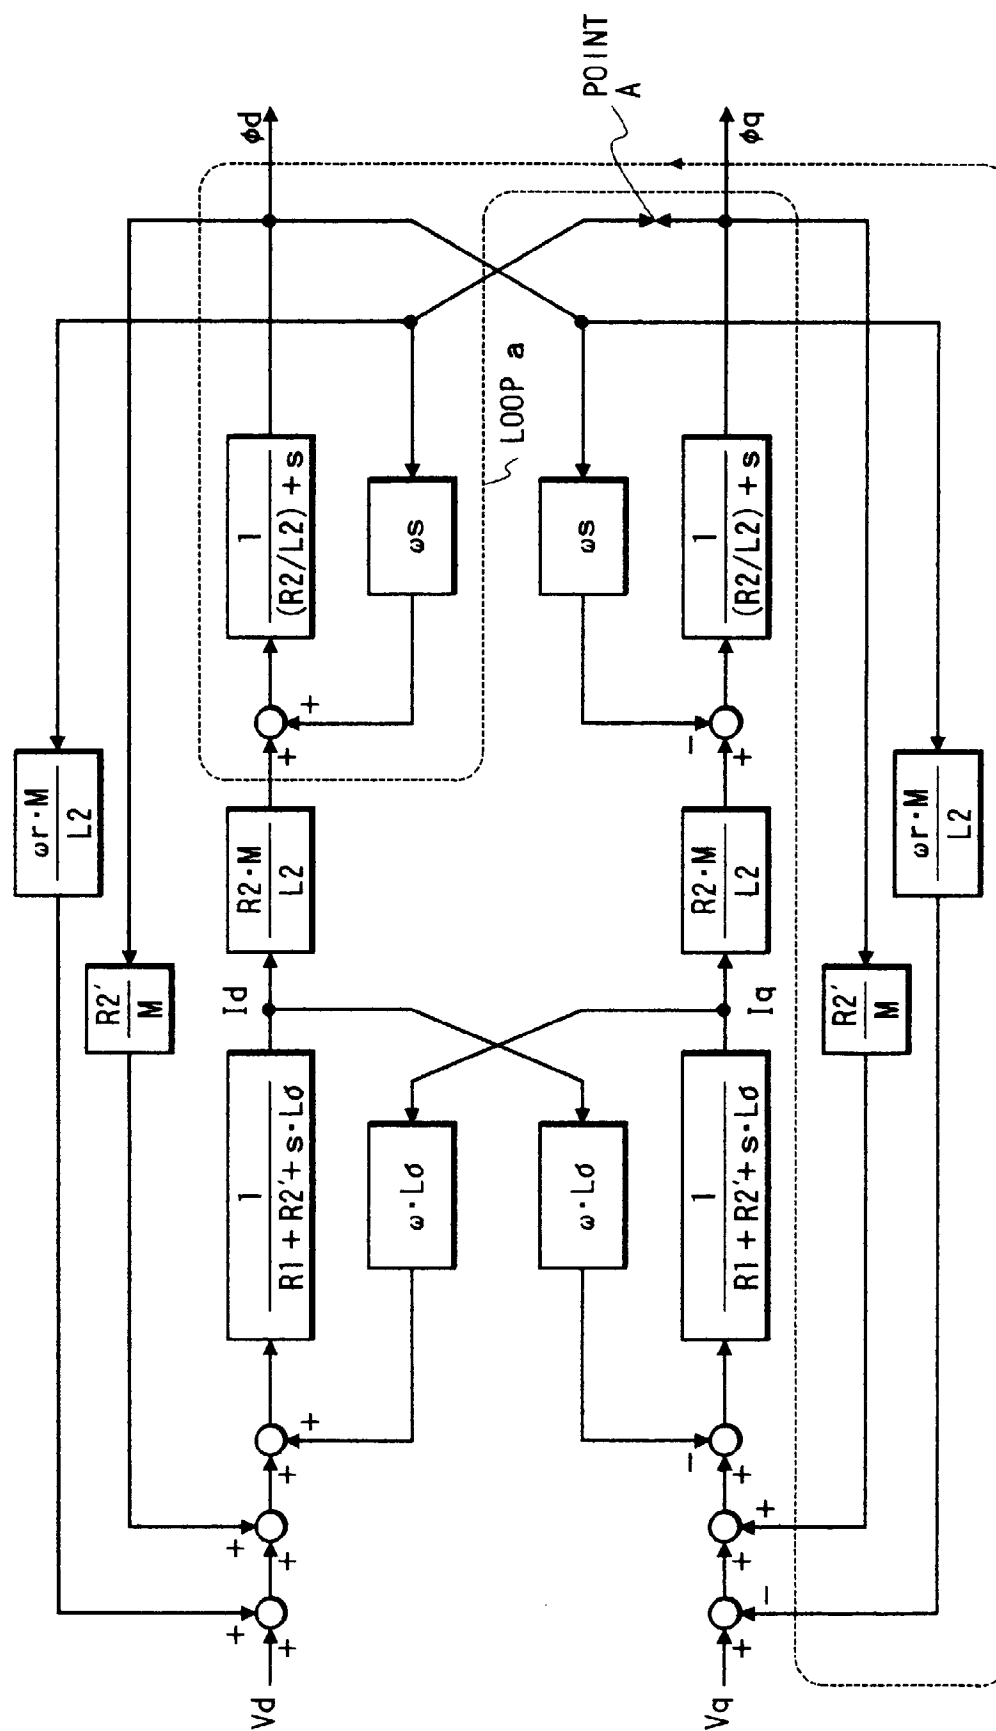 ωr·M
L2
R2'
M
Vd
+
+
+
+
+
+
1
R1+R2'+s·Lσ
Id
R2·M
L2
+
+
1
(R2/L2)+s
φd
ω·Lσ
ωs
LOOP a
POINT
A
ω·Lσ
ωs
Vq
+
−
+
+
+
−
1
R1+R2'+s·Lσ
Iq
R2·M
L2
+
−
1
(R2/L2)+s
φq
R2'
M
ωr·M
L2